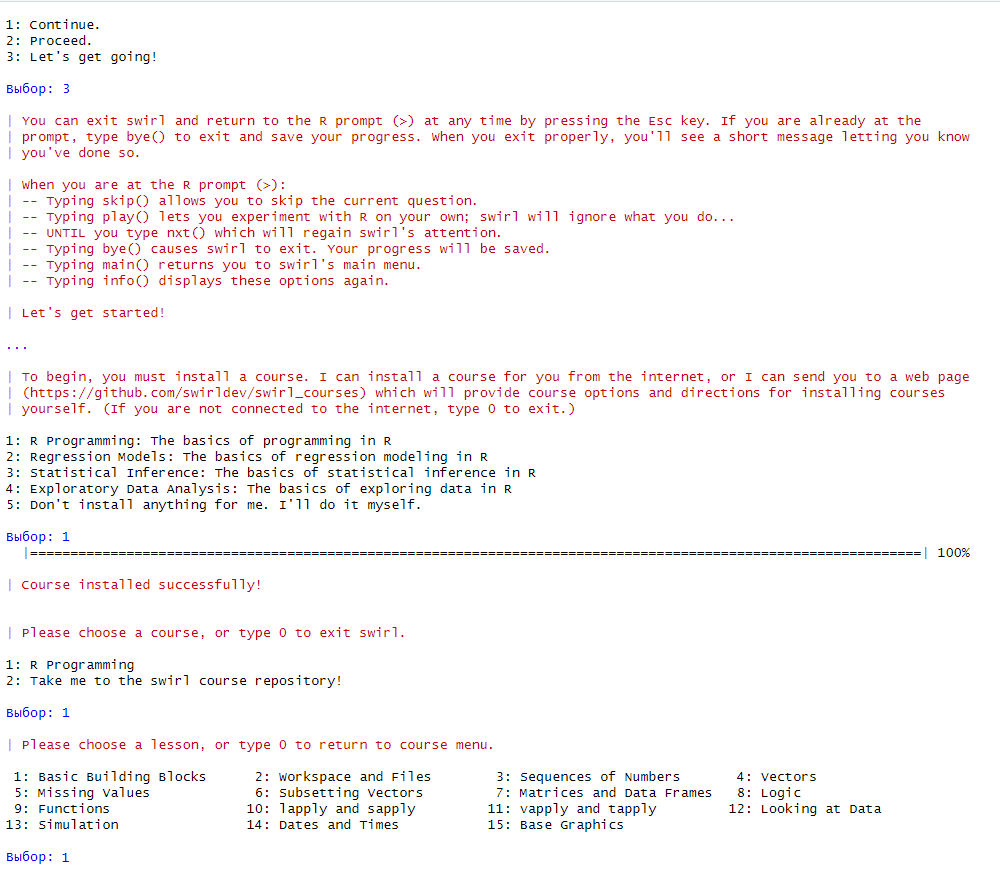 1: Continue.
2: Proceed.
3: Let's get going!
Выбор: 3
| You can exit swirl and return to the R prompt (>) at any time by pressing the Esc key. If you are already at the
| prompt, type bye() to exit and save your progress. When you exit properly, you'll see a short message letting you know
| you've done so.
| When you are at the R prompt (>):
| -- Typing skip() allows you to skip the current question.
| -- Typing play() lets you experiment with R on your own; swirl will ignore what you do...
| -- UNTIL you type nxt() which will regain swirl's attention.
| -- Typing bye() causes swirl to exit. Your progress will be saved.
| -- Typing main() returns you to swirl's main menu.
| -- Typing info() displays these options again.
| Let's get started!
...
| To begin, you must install a course. I can install a course for you from the internet, or I can send you to a web page
| (https://github.com/swirldev/swirl_courses) which will provide course options and directions for installing courses
| yourself. (If you are not connected to the internet, type 0 to exit.)
1: R Programming: The basics of programming in R
2: Regression Models: The basics of regression modeling in R
3: Statistical Inference: The basics of statistical inference in R
4: Exploratory Data Analysis: The basics of exploring data in R
5: Don't install anything for me. I'll do it myself.
Выбор: 1
|===============================================================================================================| 100%
| Course installed successfully!
| Please choose a course, or type 0 to exit swirl.
1: R Programming
2: Take me to the swirl course repository!
Выбор: 1
| Please choose a lesson, or type 0 to return to course menu.
1: Basic Building Blocks 2: Workspace and Files 3: Sequences of Numbers 4: Vectors
5: Missing Values 6: Subsetting Vectors 7: Matrices and Data Frames 8: Logic
9: Functions 10: lapply and sapply 11: vapply and tapply 12: Looking at Data
13: Simulation 14: Dates and Times 15: Base Graphics
Выбор: 1